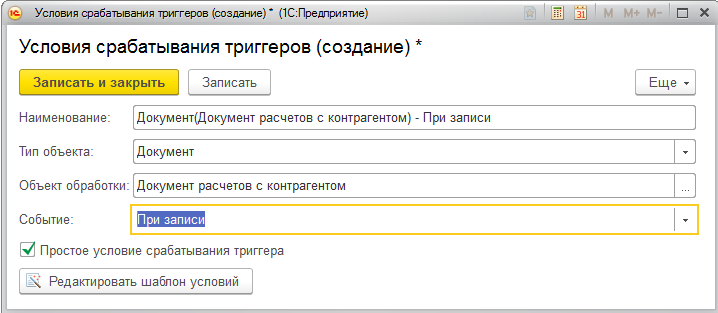 Условия срабатывания триггеров (создание) * (1С:Предприятие)
M M+ M-
Условия срабатывания триггеров (создание) *
Записать и закрыть Записать Еще
Наименование: Документ(Документ расчетов с контрагентом) - При записи
Тип объекта: Документ
Объект обработки: Документ расчетов с контрагентом ...
Событие: При записи
Простое условие срабатывания триггера
Редактировать шаблон условий